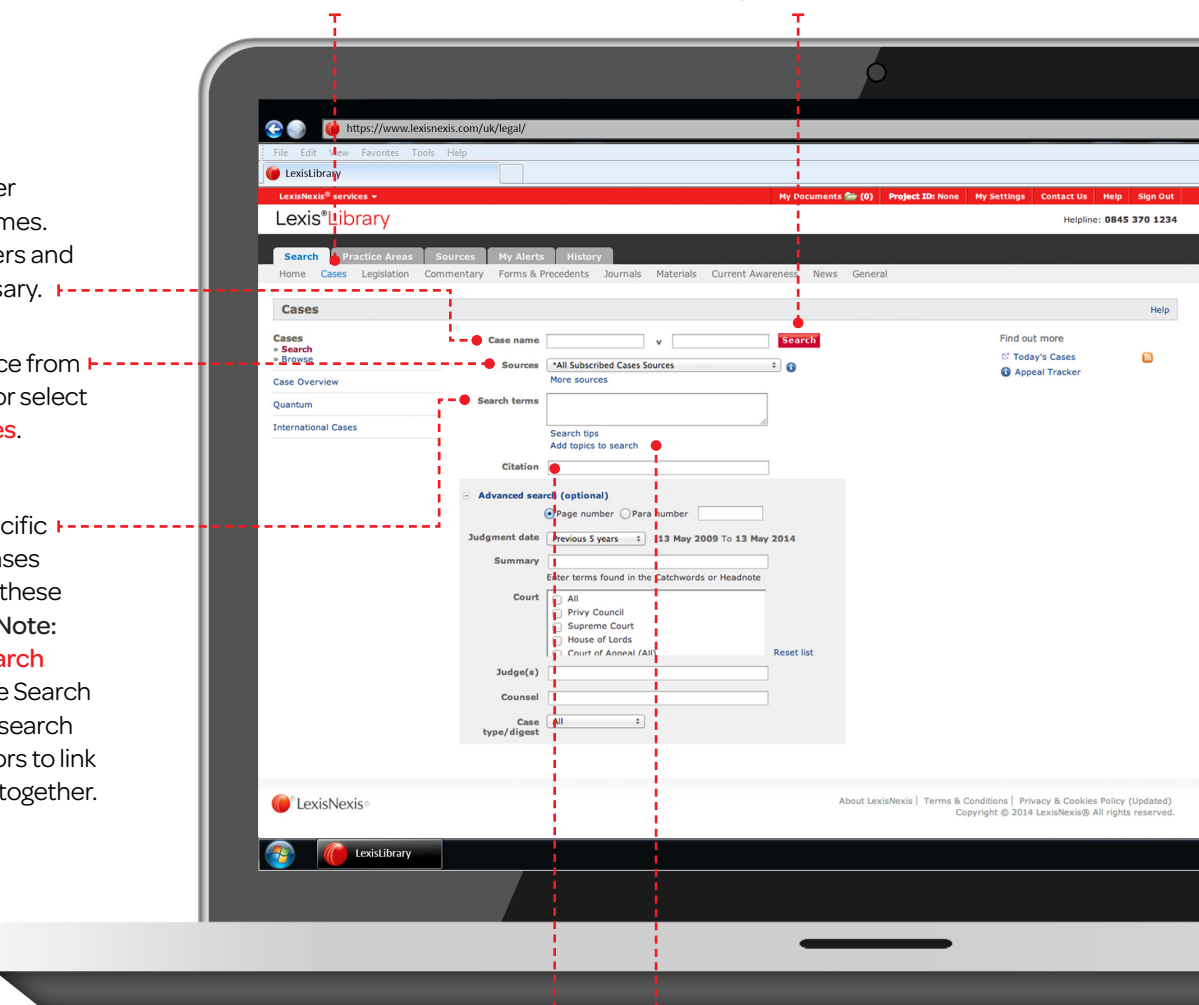 er
mes.
ers and
sary.
ce from
or select
es.
cific
ases
these
Note:
arch
e Search
search
ors to link
together.
https://www.lexisnexis.com/uk/legal/
File Edit View Favorites Tools Help
LexisLibrary
LexisNexis® services
My Documents (0) Project ID: None My Settings Contact Us Help Sign Out
Lexis®Library
Helpline: 0845 370 1234
Search Practice Areas Sources My Alerts History
Home Cases Legislation Commentary Forms & Precedents Journals Materials Current Awareness News General
Cases Help
Cases
» Search
» Browse
Case Overview
Quantum
International Cases
Case name v Search
Sources *All Subscribed Cases Sources
More sources
Search terms
Search tips
Add topics to search
Citation
Advanced search (optional)
Page number Para number
Judgment date Previous 5 years 13 May 2009 To 13 May 2014
Summary
Enter terms found in the Catchwords or Headnote
Court All
Privy Council
Supreme Court
House of Lords
Court of Appeal (All) Reset list
Judge(s)
Counsel
Case All
type/digest
Find out more
Today's Cases
Appeal Tracker
LexisNexis®
About LexisNexis | Terms & Conditions | Privacy & Cookies Policy (Updated)
Copyright © 2014 LexisNexis® All rights reserved.
LexisLibrary